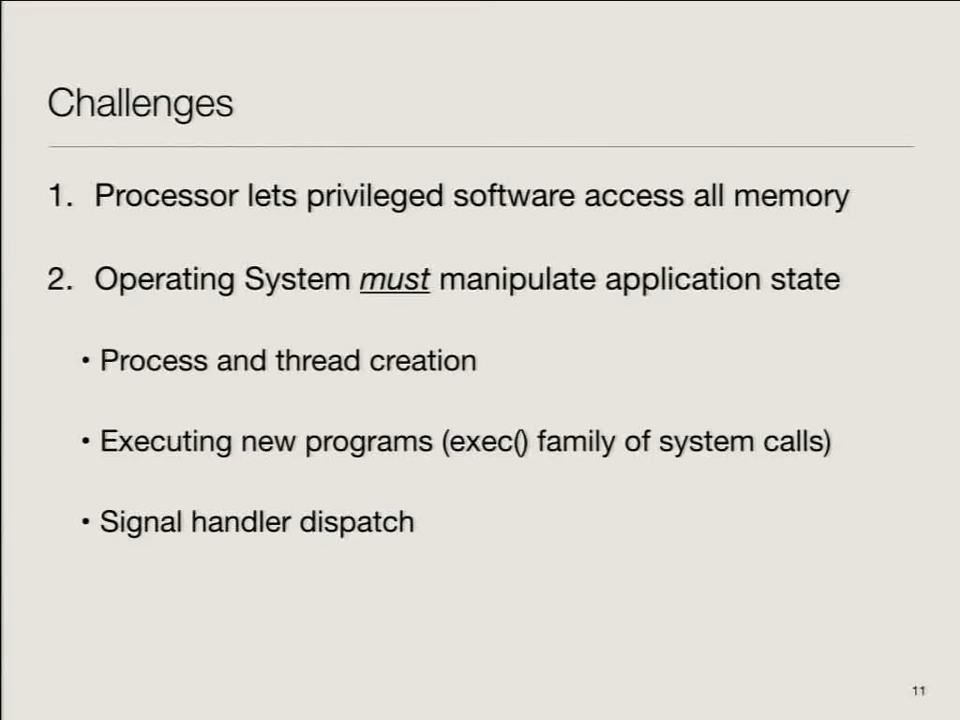 Challenges
1. Processor lets privileged software access all memory
2. Operating System must manipulate application state
• Process and thread creation
• Executing new programs (exec() family of system calls)
• Signal handler dispatch
11